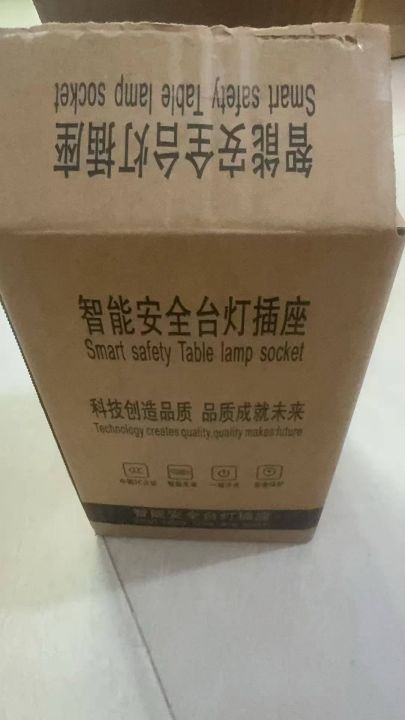 智能安全台灯插座
Smart safety Table lamp socket
智能安全台灯插座
Smart safety Table lamp socket
科技创造品质 品质成就未来
Technology creates quality,quality makes future
智能安全台灯插座